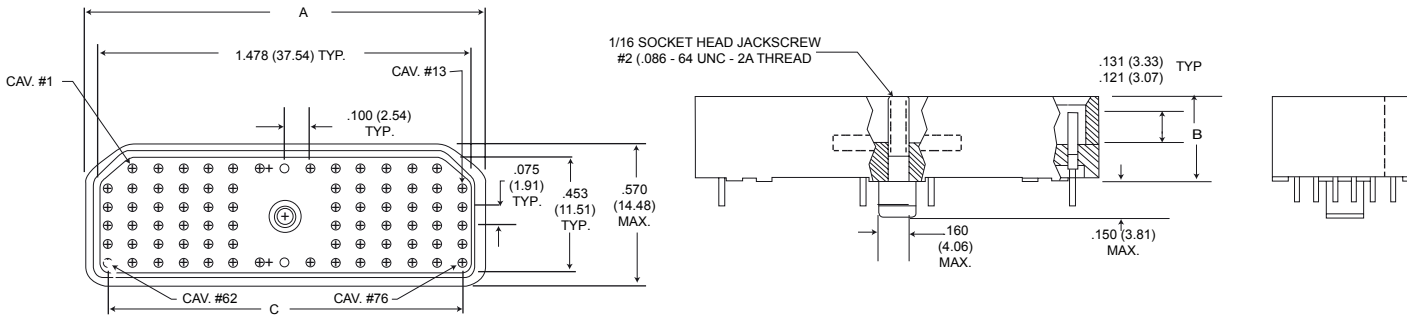 A
1.478 (37.54) TYP.
CAV. #1
CAV. #13
.100 (2.54)
TYP.
.075
(1.91)
TYP.
.453
(11.51)
TYP.
.570
(14.48)
MAX.
CAV. #62
CAV. #76
C
1/16 SOCKET HEAD JACKSCREW
#2 (.086 - 64 UNC - 2A THREAD
.131 (3.33)
.121 (3.07)
TYP
B
.160
(4.06)
MAX.
.150 (3.81)
MAX.